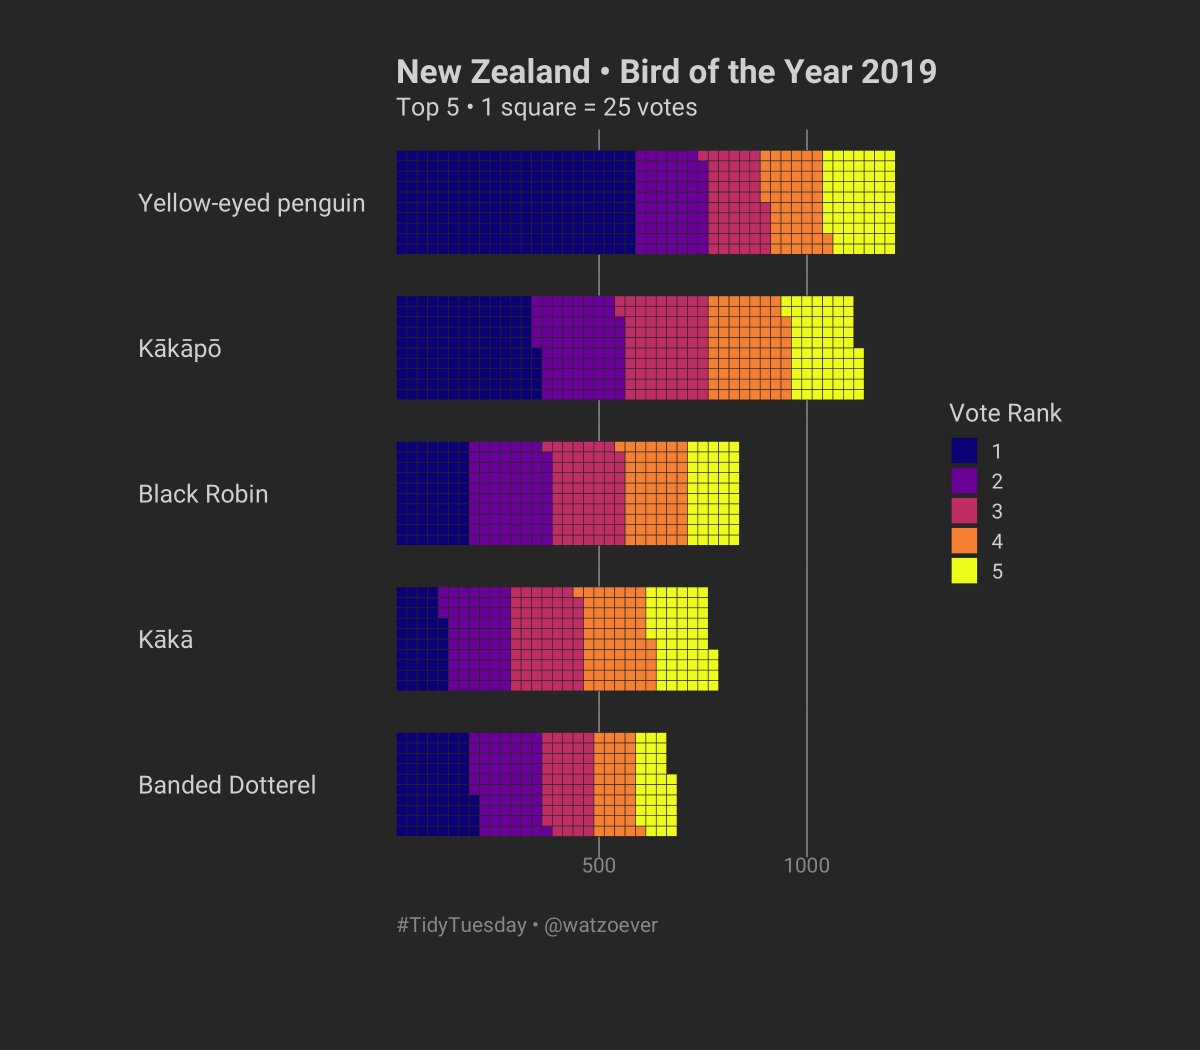 New Zealand • Bird of the Year 2019
Top 5 • 1 square = 25 votes
Yellow-eyed penguin
Kākāpō
Black Robin
Kākā
Banded Dotterel
500 1000
Vote Rank
1
2
3
4
5
#TidyTuesday • @watzoever